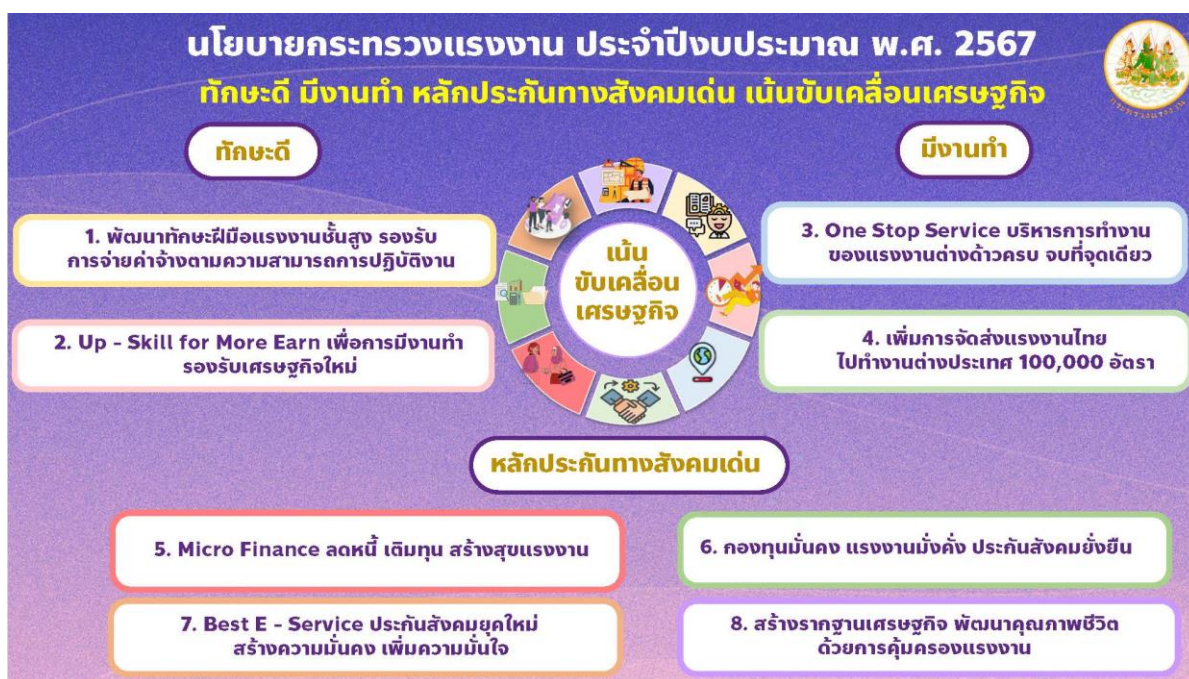 นโยบายกระทรวงแรงงาน ประจำปีงบประมาณ พ.ศ. 2567
ทักษะดี มีงานทำ หลักประกันทางสังคมเด่น เน้นขับเคลื่อนเศรษฐกิจ
กระทรวงแรงงาน
ทักษะดี
1. พัฒนาทักษะฝีมือแรงงานชั้นสูง รองรับ
การจ่ายค่าจ้างตามความสามารถการปฏิบัติงาน
2. Up - Skill for More Earn เพื่อการมีงานทำ
รองรับเศรษฐกิจใหม่
เน้น
ขับเคลื่อน
เศรษฐกิจ
มีงานทำ
3. One Stop Service บริหารการทำงาน
ของแรงงานต่างด้าวครบ จบที่จุดเดียว
4. เพิ่มการจัดส่งแรงงานไทย
ไปทำงานต่างประเทศ 100,000 อัตรา
หลักประกันทางสังคมเด่น
5. Micro Finance ลดหนี้ เติมทุน สร้างสุขแรงงาน
6. กองทุนมั่นคง แรงงานมั่งคั่ง ประกันสังคมยั่งยืน
7. Best E - Service ประกันสังคมยุคใหม่
สร้างความมั่นคง เพิ่มความมั่นใจ
8. สร้างรากฐานเศรษฐกิจ พัฒนาคุณภาพชีวิต
ด้วยการคุ้มครองแรงงาน